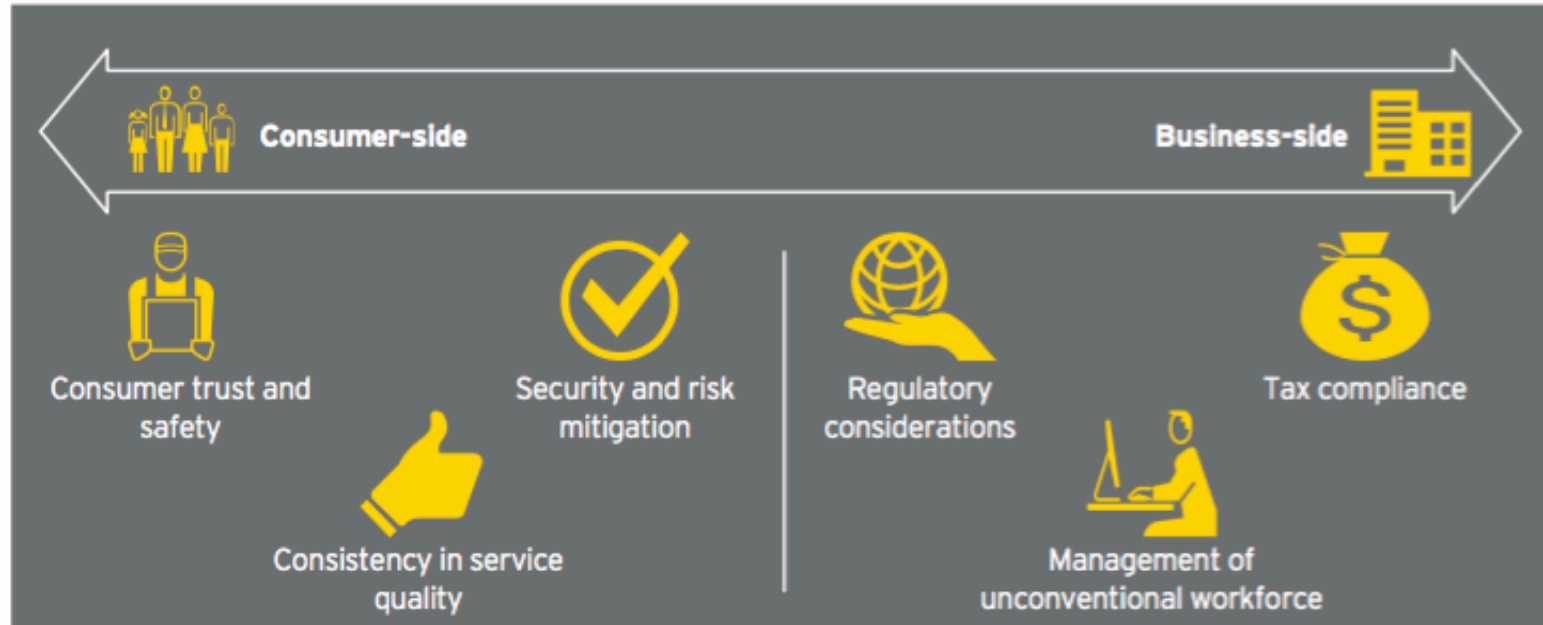 Consumer-side
Business-side
Consumer trust and
safety
Security and risk
mitigation
Consistency in service
quality
Regulatory
considerations
$
Tax compliance
Management of
unconventional workforce